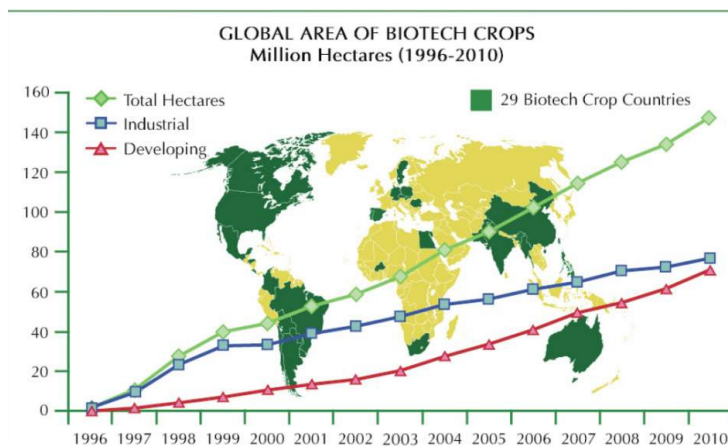 GLOBAL AREA OF BIOTECH CROPS
Million Hectares (1996-2010)
160
Total Hectares
29 Biotech Crop Countries
140
Industrial
Developing
120
100
80
60
40
20
0
1996 1997 1998 1999 2000 2001 2002 2003 2004 2005 2006 2007 2008 2009 2010